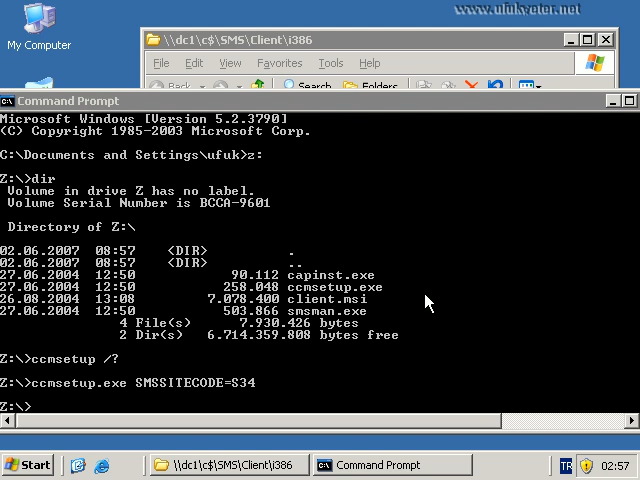 www.ufukyeter.net
My Computer
\\dc1\c$\SMS\Client\i386
File Edit View Favorites Tools Help
Back Search Folders
Command Prompt
Microsoft Windows [Version 5.2.3790]
(C) Copyright 1985-2003 Microsoft Corp.
C:\Documents and Settings\ufuk>z:
Z:\>dir
Volume in drive Z has no label.
Volume Serial Number is BCCA-9601
Directory of Z:\
02.06.2007 08:57 <DIR> .
02.06.2007 08:57 <DIR> ..
27.06.2004 12:50 90.112 capinst.exe
27.06.2004 12:50 258.048 ccmsetup.exe
26.08.2004 13:08 7.078.400 client.msi
27.06.2004 12:50 503.866 smsman.exe
4 File(s) 7.930.426 bytes
2 Dir(s) 6.714.359.808 bytes free
Z:\>ccmsetup /?
Z:\>ccmsetup.exe SMSSITECODE=S34
Z:\>
Start \\dc1\c$\SMS\Client\i386 Command Prompt TR 02:57